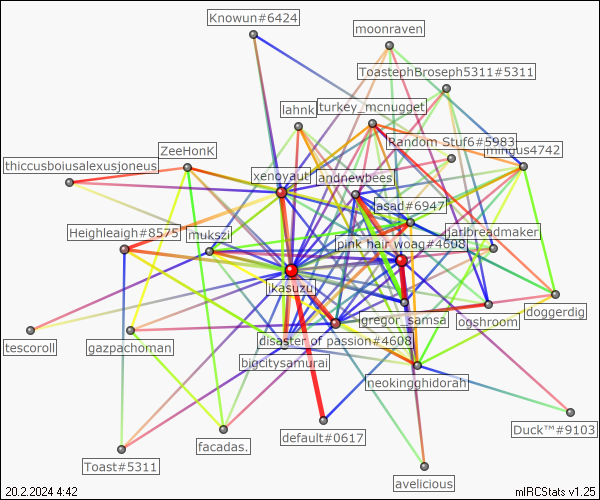 Knowun#6424
moonraven
ToastephBroseph5311#5311
turkey_mcnugget
lahnk
Random Stuf6#5983
mingus4742
ZeeHonK
thiccusboiusalexusjoneus
xenoyaut
andnewbees
asad#6947
Heighleaigh#8575
mukszi
jarlbreadmaker
pink hair woag#4608
ikasuzu
gregor_samsa
ogshroom
doggerdig
tescoroll
gazpachoman
disaster of passion#4608
bigcitysamurai
neokingghidorah
default#0617
Duck™#9103
facadas.
Toast#5311
avelicious
20.2.2024 4:42
mIRCStats v1.25